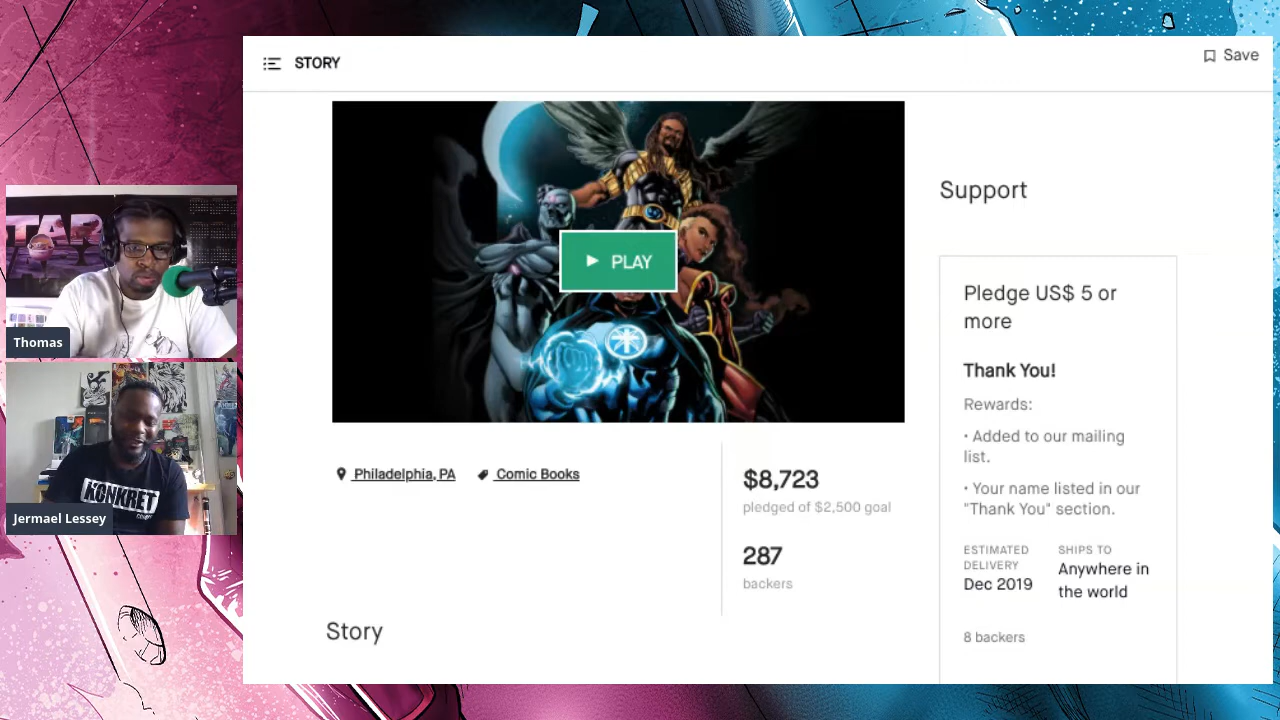 STORY
Save
PLAY
Support
Pledge US$ 5 or
more
Thank You!
Rewards:
• Added to our mailing
list.
• Your name listed in our
"Thank You" section.
ESTIMATED
DELIVERY
Dec 2019
SHIPS TO
Anywhere in
the world
8 backers
Philadelphia, PA
Comic Books
$8,723
pledged of $2,500 goal
287
backers
Story
STAR
Thomas
KONKRET
Jermael Lessey